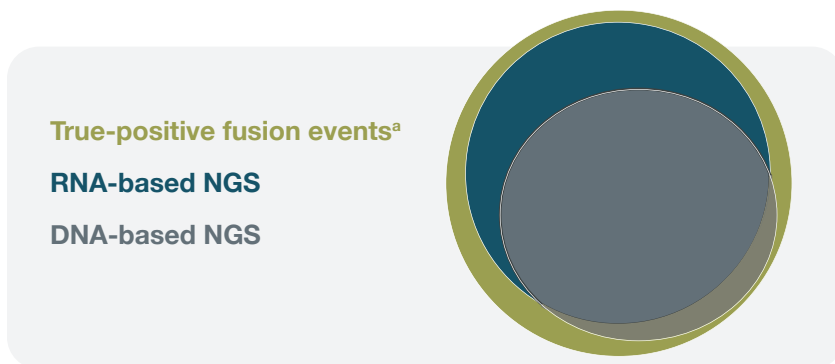 True-positive fusion eventsᵃ
RNA-based NGS
DNA-based NGS